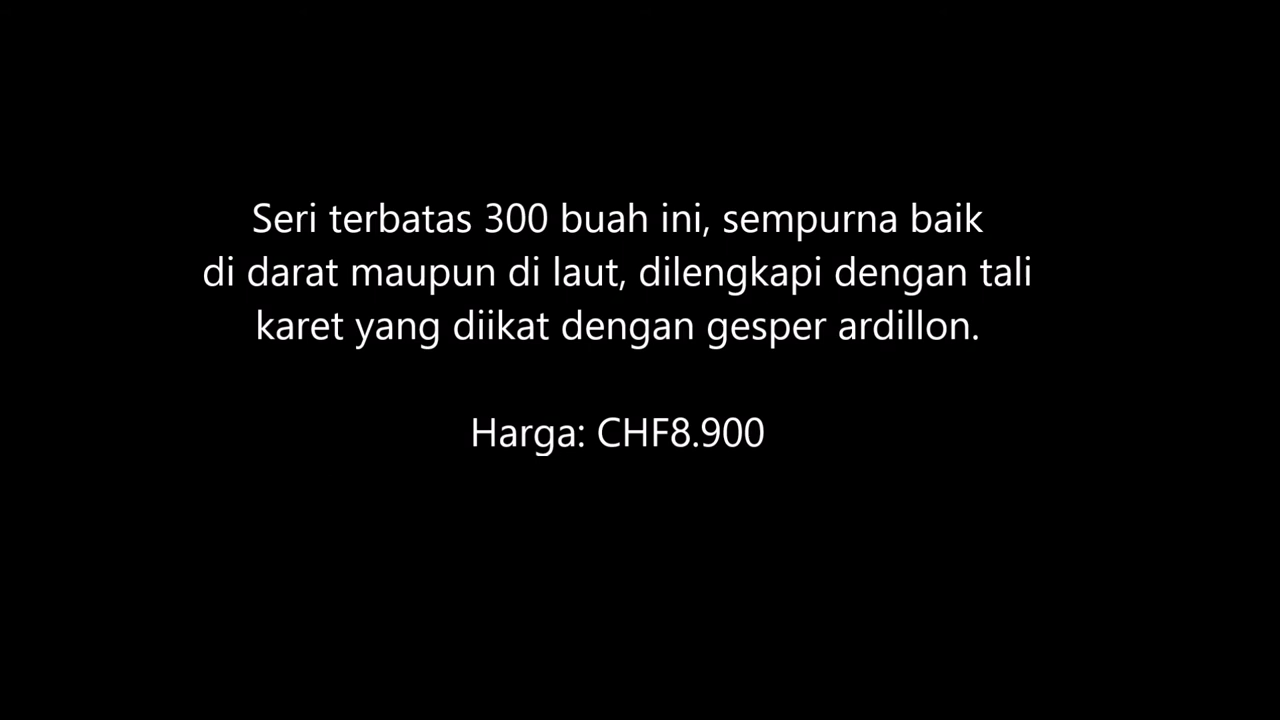 Seri terbatas 300 buah ini, sempurna baik
di darat maupun di laut, dilengkapi dengan tali
karet yang diikat dengan gesper ardillon.
Harga: CHF8.900